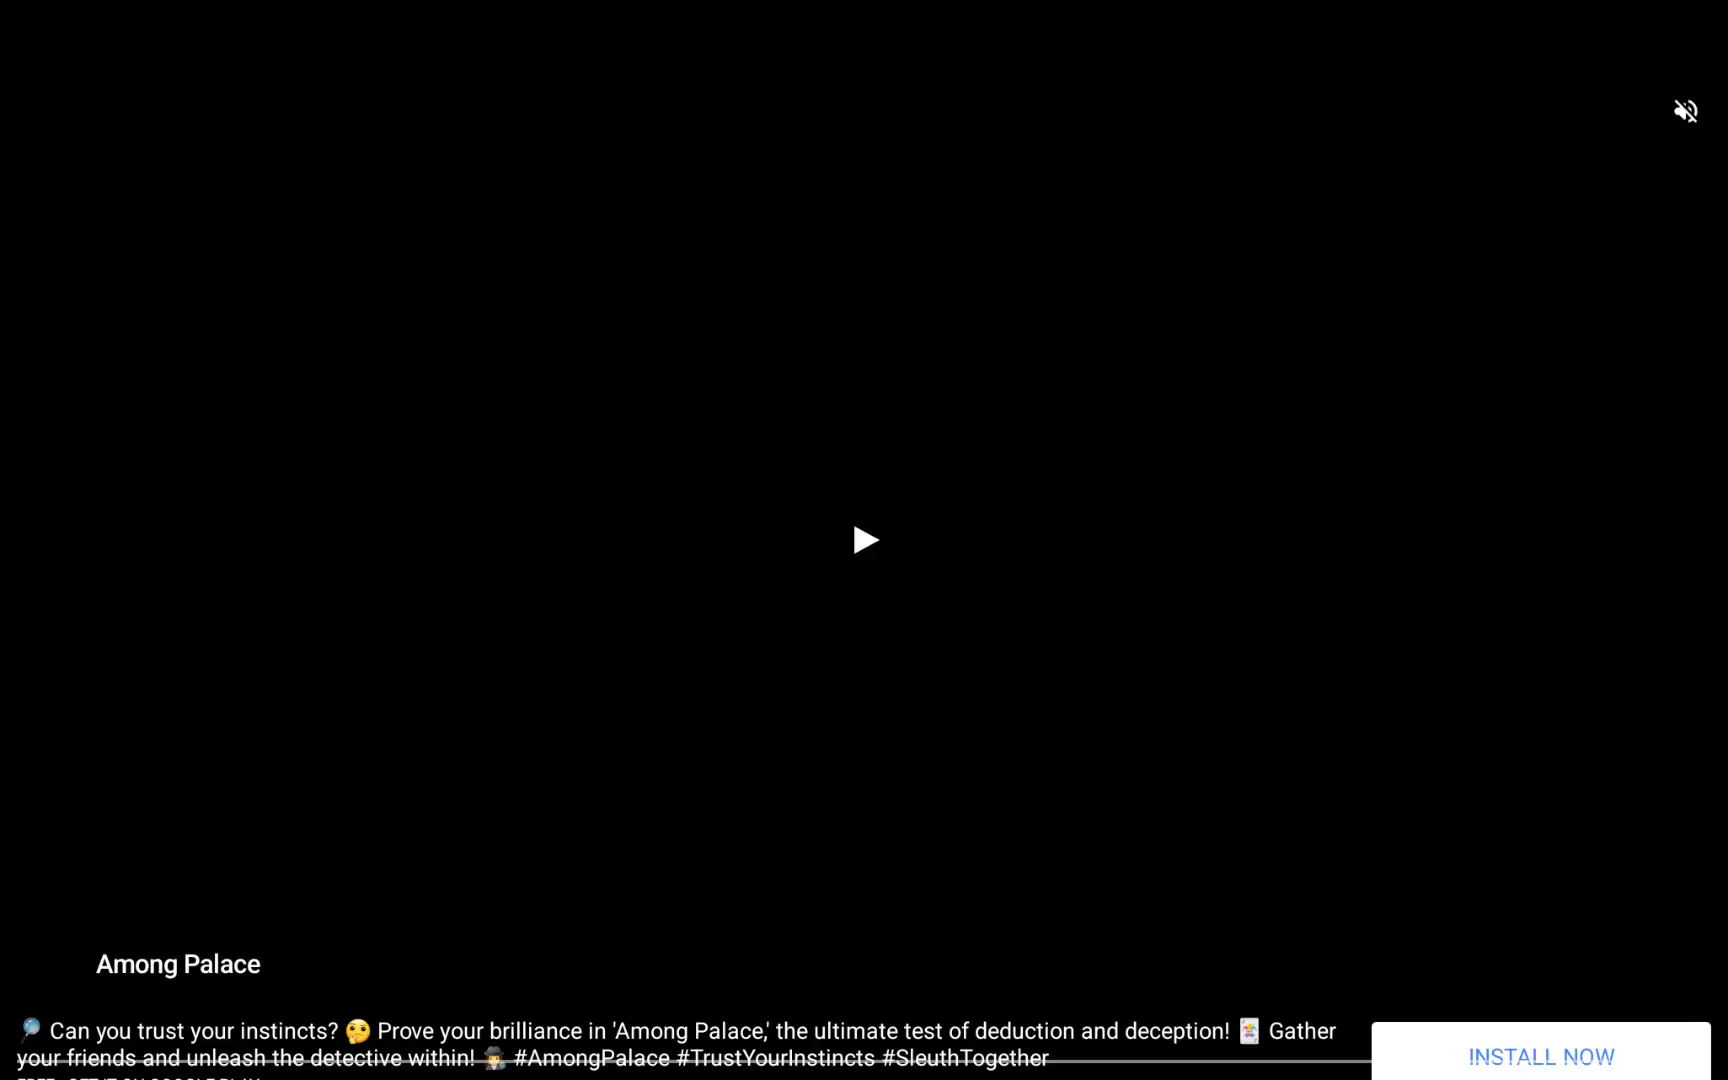 Among Palace
🔎 Can you trust your instincts? 🤔 Prove your brilliance in 'Among Palace,' the ultimate test of deduction and deception! 🃏 Gather
your friends and unleash the detective within! 🕵️‍♀️ #AmongPalace #TrustYourInstincts #SleuthTogether
INSTALL NOW